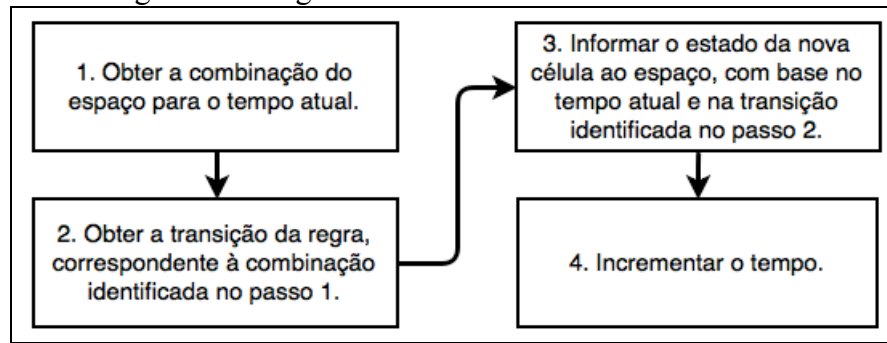 1. Obter a combinação do
espaço para o tempo atual.
2. Obter a transição da regra,
correspondente à combinação
identificada no passo 1.
3. Informar o estado da nova
célula ao espaço, com base no
tempo atual e na transição
identificada no passo 2.
4. Incrementar o tempo.